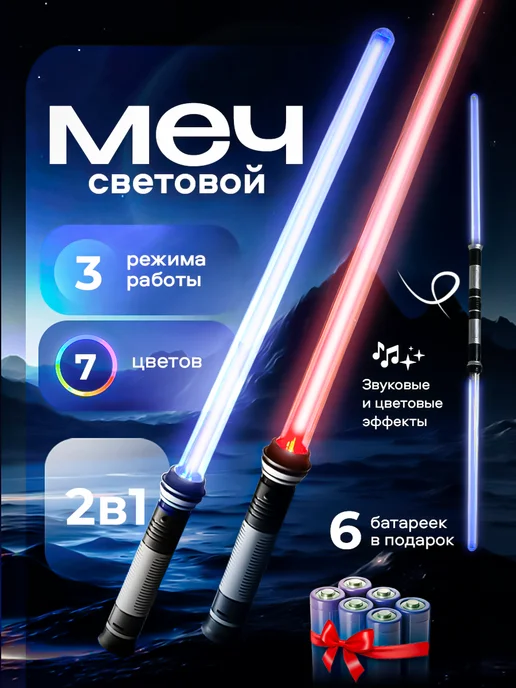 меч
световой
3 режима
работы
7 цветов
2в1
Звуковые
и цветовые
эффекты
6 батареек
в подарок